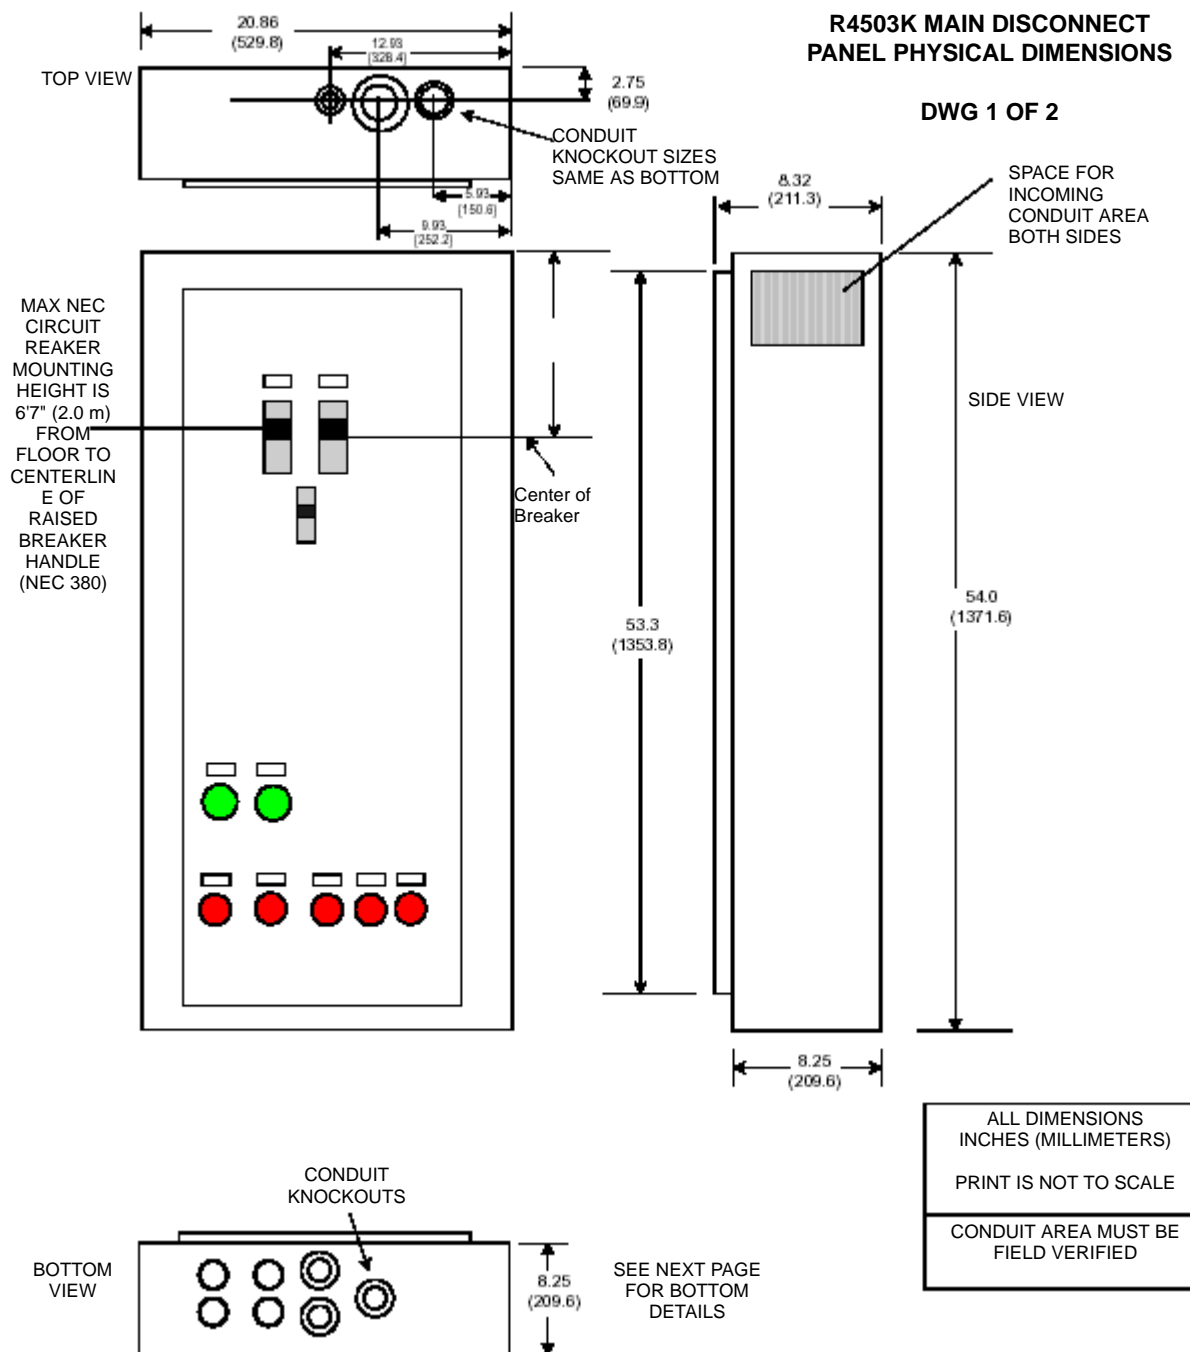 R4503K MAIN DISCONNECT
PANEL PHYSICAL DIMENSIONS
DWG 1 OF 2
20.86
(529.8)
12.93
(328.4)
TOP VIEW
2.75
(69.9)
CONDUIT
KNOCKOUT SIZES
SAME AS BOTTOM
5.93
(150.6)
9.93
(252.2)
8.32
(211.3)
SPACE FOR
INCOMING
CONDUIT AREA
BOTH SIDES
MAX NEC
CIRCUIT
REAKER
MOUNTING
HEIGHT IS
6'7" (2.0 m)
FROM
FLOOR TO
CENTERLIN
E OF
RAISED
BREAKER
HANDLE
(NEC 380)
Center of
Breaker
SIDE VIEW
53.3
(1353.8)
54.0
(1371.6)
8.25
(209.6)
ALL DIMENSIONS
INCHES (MILLIMETERS)
PRINT IS NOT TO SCALE
CONDUIT AREA MUST BE
FIELD VERIFIED
CONDUIT
KNOCKOUTS
BOTTOM
VIEW
8.25
(209.6)
SEE NEXT PAGE
FOR BOTTOM
DETAILS